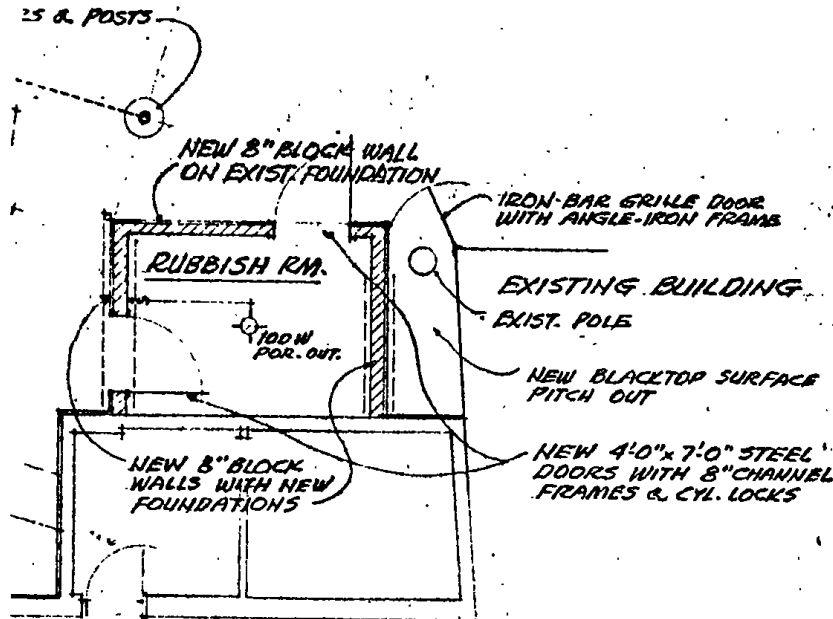 & POSTS
NEW 8" BLOCK WALL
ON EXIST. FOUNDATION
IRON-BAR GRILLE DOOR
WITH ANGLE-IRON FRAME
RUBBISH RM.
EXISTING BUILDING
EXIST. POLE
100 W
POR. OUT.
NEW BLACKTOP SURFACE
PITCH OUT
NEW 8" BLOCK
WALLS WITH NEW
FOUNDATIONS
NEW 4'-0" x 7'-0" STEEL
DOORS WITH 8" CHANNEL
FRAMES & CYL. LOCKS